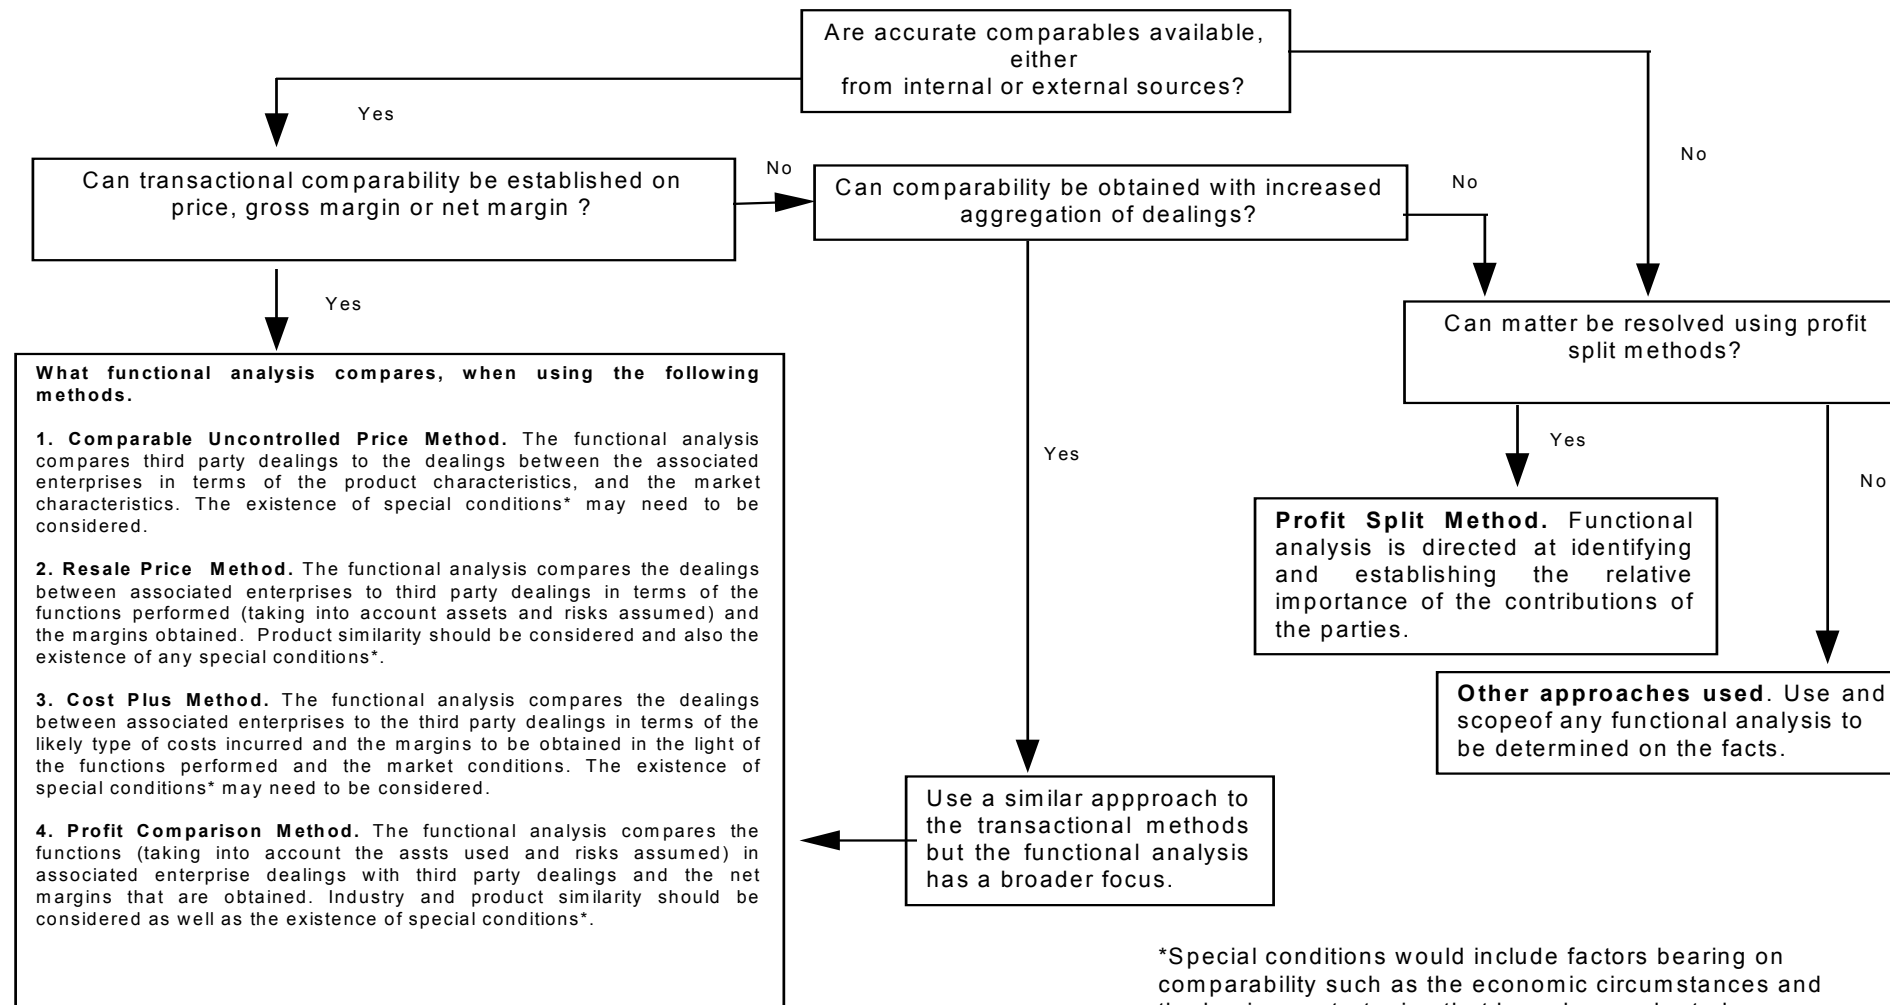 Are accurate comparables available,
either
from internal or external sources?
Yes
No
Can transactional comparability be established on
price, gross margin or net margin ?
No
Can comparability be obtained with increased
aggregation of dealings?
No
Yes
Can matter be resolved using profit
split methods?
What functional analysis compares, when using the following
methods.
1. Comparable Uncontrolled Price Method. The functional analysis
compares third party dealings to the dealings between the associated
enterprises in terms of the product characteristics, and the market
characteristics. The existence of special conditions* may need to be
considered.
2. Resale Price Method. The functional analysis compares the dealings
between associated enterprises to third party dealings in terms of the
functions performed (taking into account assets and risks assumed) and
the margins obtained. Product similarity should be considered and also the
existence of any special conditions*.
3. Cost Plus Method. The functional analysis compares the dealings
between associated enterprises to the third party dealings in terms of the
likely type of costs incurred and the margins to be obtained in the light of
the functions performed and the market conditions. The existence of
special conditions* may need to be considered.
4. Profit Comparison Method. The functional analysis compares the
functions (taking into account the assts used and risks assumed) in
associated enterprise dealings with third party dealings and the net
margins that are obtained. Industry and product similarity should be
considered as well as the existence of special conditions*.
Yes
Yes
No
Profit Split Method. Functional
analysis is directed at identifying
and establishing the relative
importance of the contributions of
the parties.
Other approaches used. Use and
scopeof any functional analysis to
be determined on the facts.
Use a similar appproach to
the transactional methods
but the functional analysis
has a broader focus.
*Special conditions would include factors bearing on
comparability such as the economic circumstances and